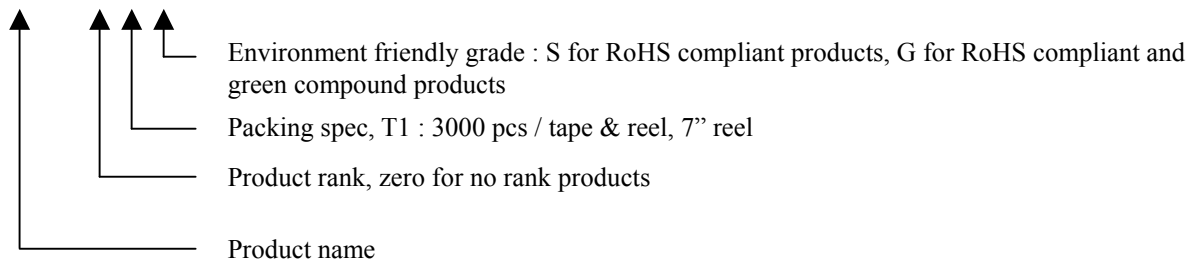 Environment friendly grade : S for RoHS compliant products, G for RoHS compliant and
green compound products
Packing spec, T1 : 3000 pcs / tape & reel, 7” reel
Product rank, zero for no rank products
Product name